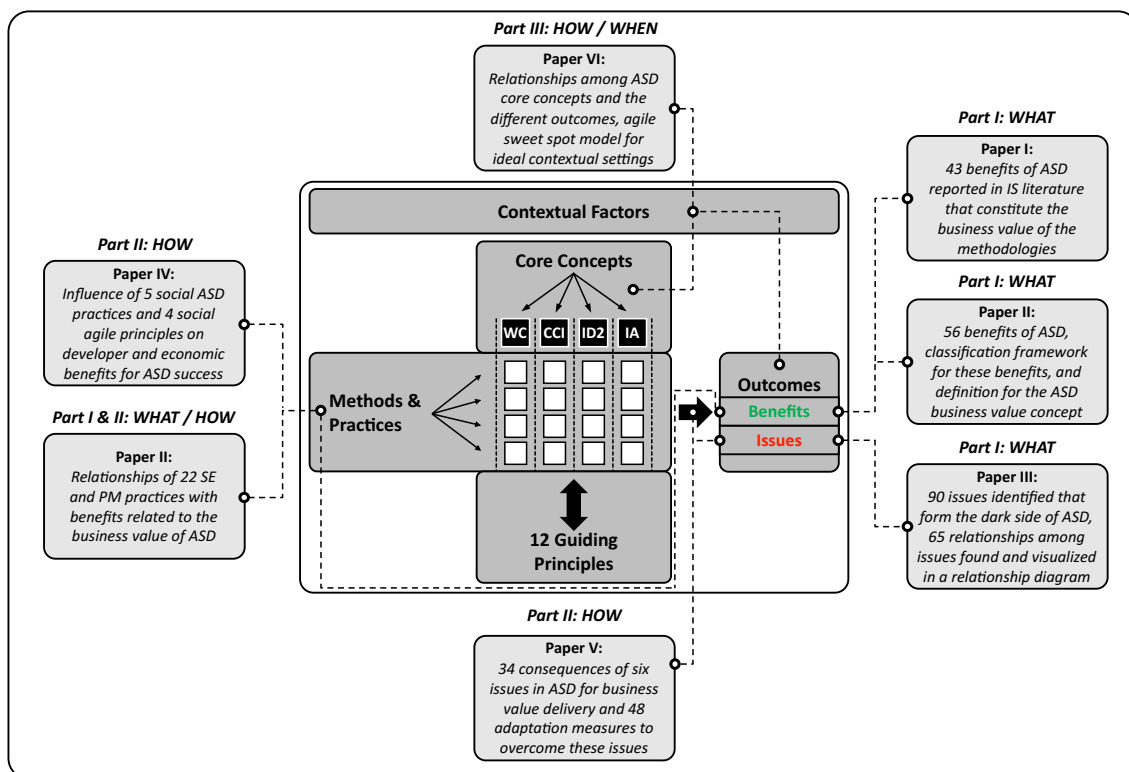 Part III: HOW / WHEN
Paper VI:
Relationships among ASD
core concepts and the
different outcomes, agile
sweet spot model for
ideal contextual settings
Part I: WHAT
Paper I:
43 benefits of ASD
reported in IS literature
that constitute the
business value of the
methodologies
Contextual Factors
Part II: HOW
Paper IV:
Influence of 5 social ASD
practices and 4 social
agile principles on
developer and economic
benefits for ASD success
Core Concepts
WC CCI ID2 IA
Part I: WHAT
Paper II:
56 benefits of ASD,
classification framework
for these benefits, and
definition for the ASD
business value concept
Methods &
Practices
Outcomes
Benefits
Issues
Part I & II: WHAT / HOW
Paper II:
Relationships of 22 SE
and PM practices with
benefits related to the
business value of ASD
Part I: WHAT
Paper III:
90 issues identified that
form the dark side of ASD,
65 relationships among
issues found and visualized
in a relationship diagram
12 Guiding
Principles
Part II: HOW
Paper V:
34 consequences of six
issues in ASD for business
value delivery and 48
adaptation measures to
overcome these issues